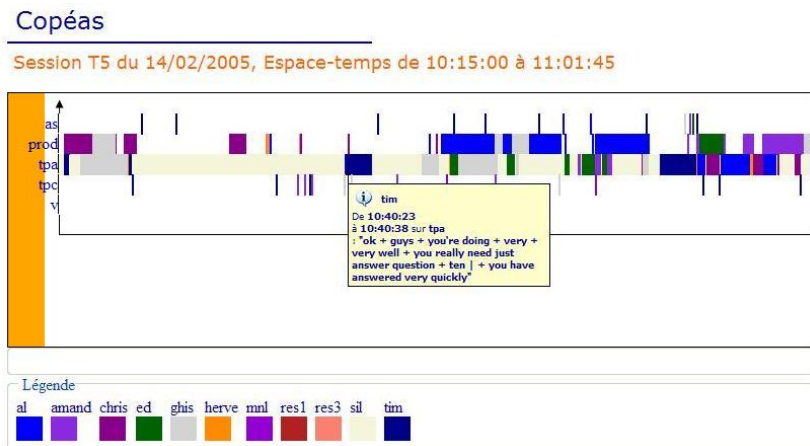 Copéas
Session T5 du 14/02/2005, Espace-temps de 10:15:00 à 11:01:45
as
prod
tpa
tpc
v
tim
De 10:40:23
à 10:40:38 sur tpa
: "ok + guys + you're doing + very +
very well + you really need just
answer question + ten | + you have
answered very quickly"
Légende
al amand chris ed ghis herve mnl res1 res3 sil tim